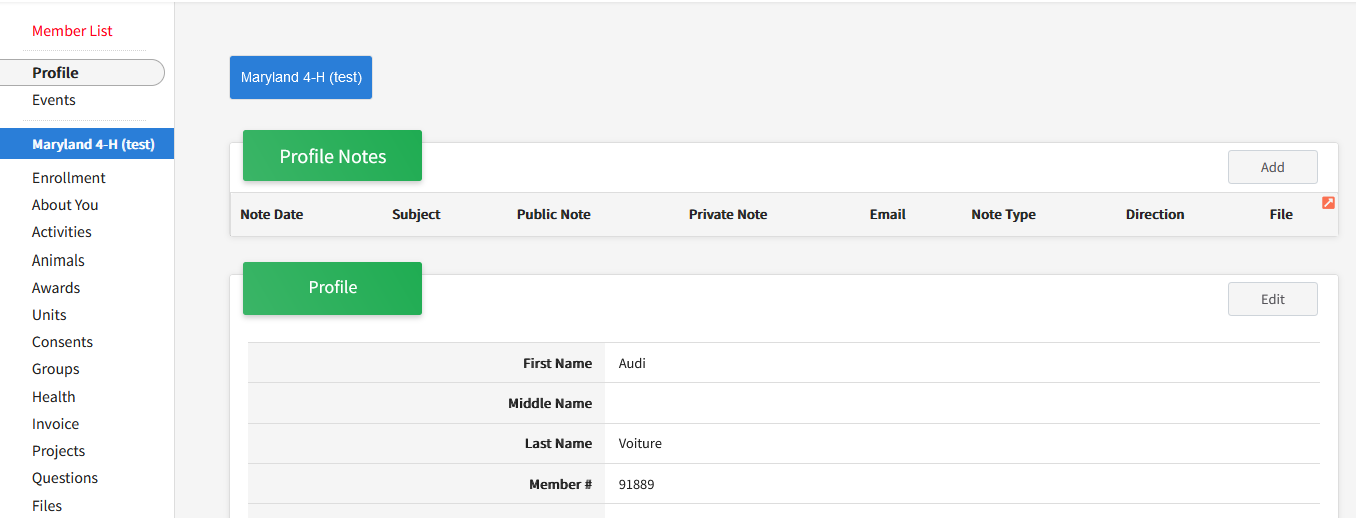 Member List
Profile
Events
Maryland 4-H (test)
Enrollment
About You
Activities
Animals
Awards
Units
Consents
Groups
Health
Invoice
Projects
Questions
Files
Maryland 4-H (test)
Profile Notes
Add
Note Date Subject Public Note Private Note Email Note Type Direction File
Profile
Edit
First Name Audi
Middle Name
Last Name Voiture
Member # 91889